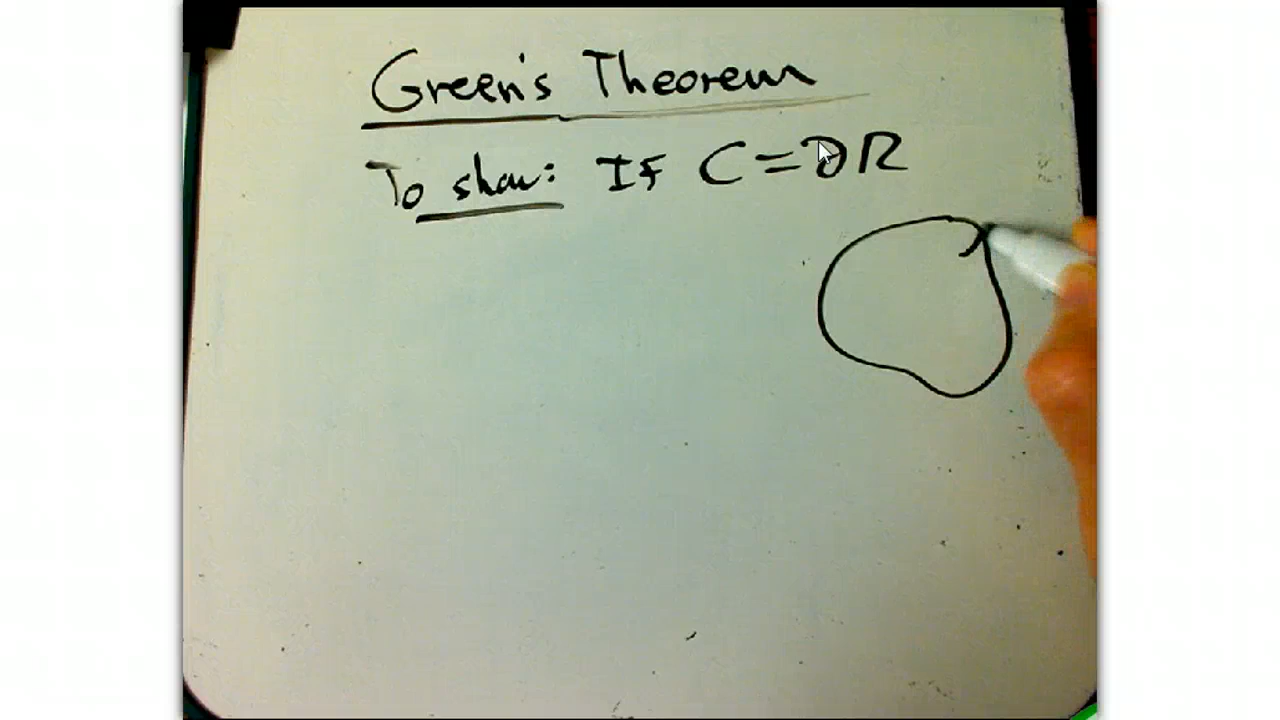 Green's Theorem
To show: If C = ∂R